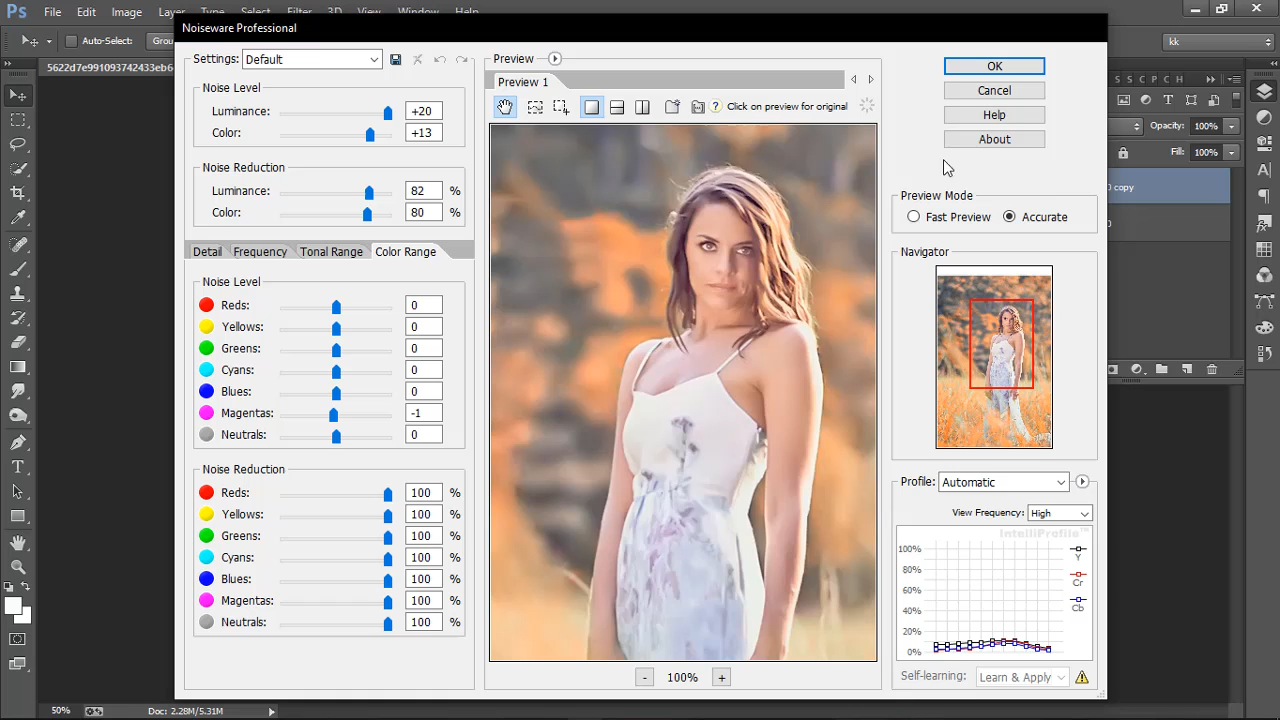 Ps File Edit Image Layer Type Select Filter 3D View Window Help
Noiseware Professional
Auto-Select: Grou
kk
5622d7e991093742433eb6
Settings: Default
Noise Level
Luminance: +20
Color: +13
Noise Reduction
Luminance: 82 %
Color: 80 %
Detail Frequency Tonal Range Color Range
Noise Level
Reds: 0
Yellows: 0
Greens: 0
Cyans: 0
Blues: 0
Magentas: -1
Neutrals: 0
Noise Reduction
Reds: 100 %
Yellows: 100 %
Greens: 100 %
Cyans: 100 %
Blues: 100 %
Magentas: 100 %
Neutrals: 100 %
Preview
Preview 1
? Click on preview for original
- 100% +
OK
Cancel
Help
About
Preview Mode
Fast Preview Accurate
Navigator
Profile: Automatic
View Frequency: High
IntelliProfile™
100%
80%
60%
40%
20%
0%
Y
Cr
Cb
Self-learning: Learn & Apply
S C P S S S
Opacity: 100%
Fill: 100%
0 copy
50% Doc: 2.28M/5.31M